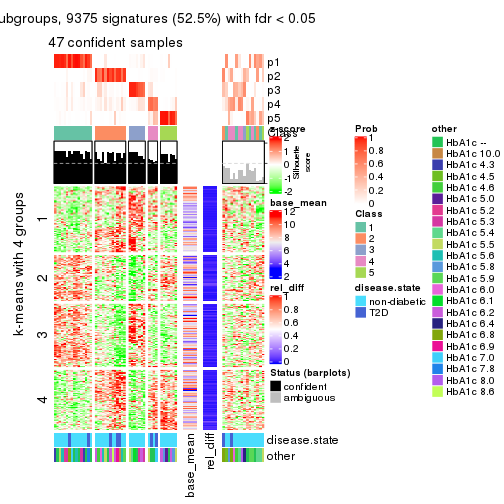 ubgroups, 9375 signatures (52.5%) with fdr < 0.05
47 confident samples
p1
p2
p3
p4
p5
Class
k-means with 4 groups
1
2
3
4
disease.state
other
base_mean
rel_diff
z-score
2
1
0
-1
-2
Silhouette
score
base_mean
12
10
8
6
4
2
rel_diff
1
0.8
0.6
0.4
0.2
0
Status (barplots)
confident
ambiguous
Prob
1
0.8
0.6
0.4
0.2
0
Class
1
2
3
4
5
disease.state
non-diabetic
T2D
other
HbA1c --
HbA1c 10.0
HbA1c 4.3
HbA1c 4.5
HbA1c 4.6
HbA1c 5.0
HbA1c 5.2
HbA1c 5.3
HbA1c 5.4
HbA1c 5.5
HbA1c 5.6
HbA1c 5.8
HbA1c 5.9
HbA1c 6.0
HbA1c 6.1
HbA1c 6.2
HbA1c 6.4
HbA1c 6.8
HbA1c 6.9
HbA1c 7.0
HbA1c 7.8
HbA1c 8.0
HbA1c 8.6